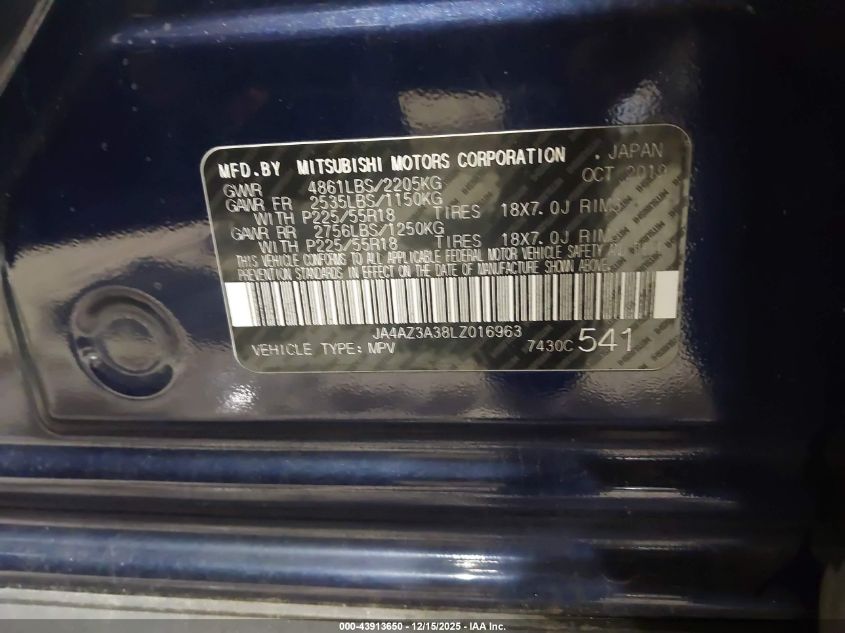 MFD.BY MITSUBISHI MOTORS CORPORATION . JAPAN
GVWR 4861LBS/2205KG OCT 2019
GAWR FR 2535LBS/1150KG
WITH P225/55R18 TIRES 18X7.0J RIMS
GAWR RR 2756LBS/1250KG
WITH P225/55R18 TIRES 18X7.0J RIMS
THIS VEHICLE CONFORMS TO ALL APPLICABLE FEDERAL MOTOR VEHICLE SAFETY AND THEFT
PREVENTION STANDARDS IN EFFECT ON THE DATE OF MANUFACTURE SHOWN ABOVE.
JA4AZ3A38LZ016963
VEHICLE TYPE: MPV 7430C 541
000-43913650 - 12/15/2025 - IAA Inc.